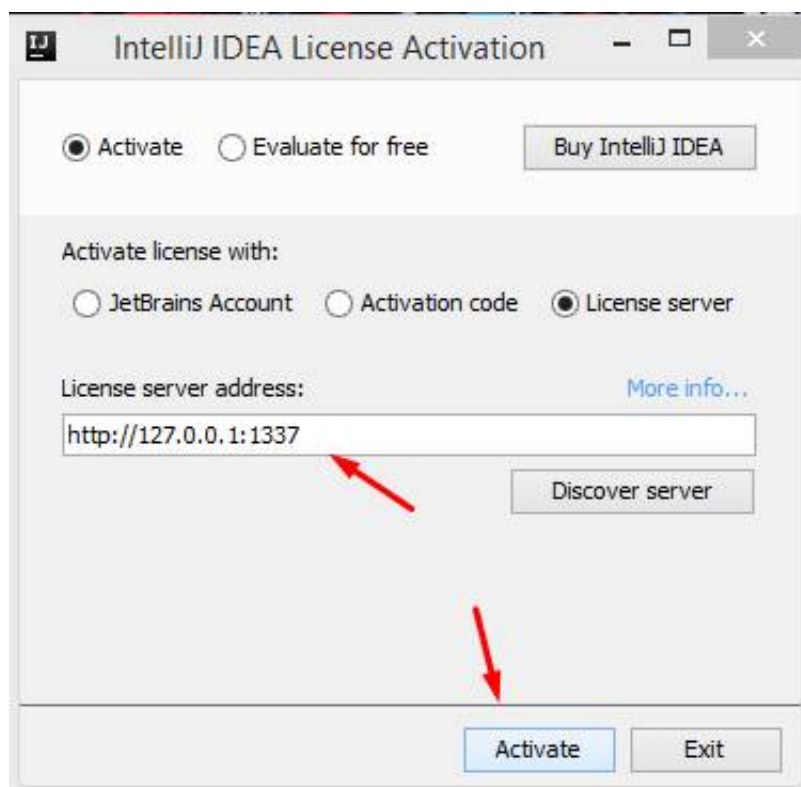 IJ IntelliJ IDEA License Activation
Activate Evaluate for free Buy IntelliJ IDEA
Activate license with:
JetBrains Account Activation code License server
License server address: More info...
http://127.0.0.1:1337
Discover server
Activate Exit